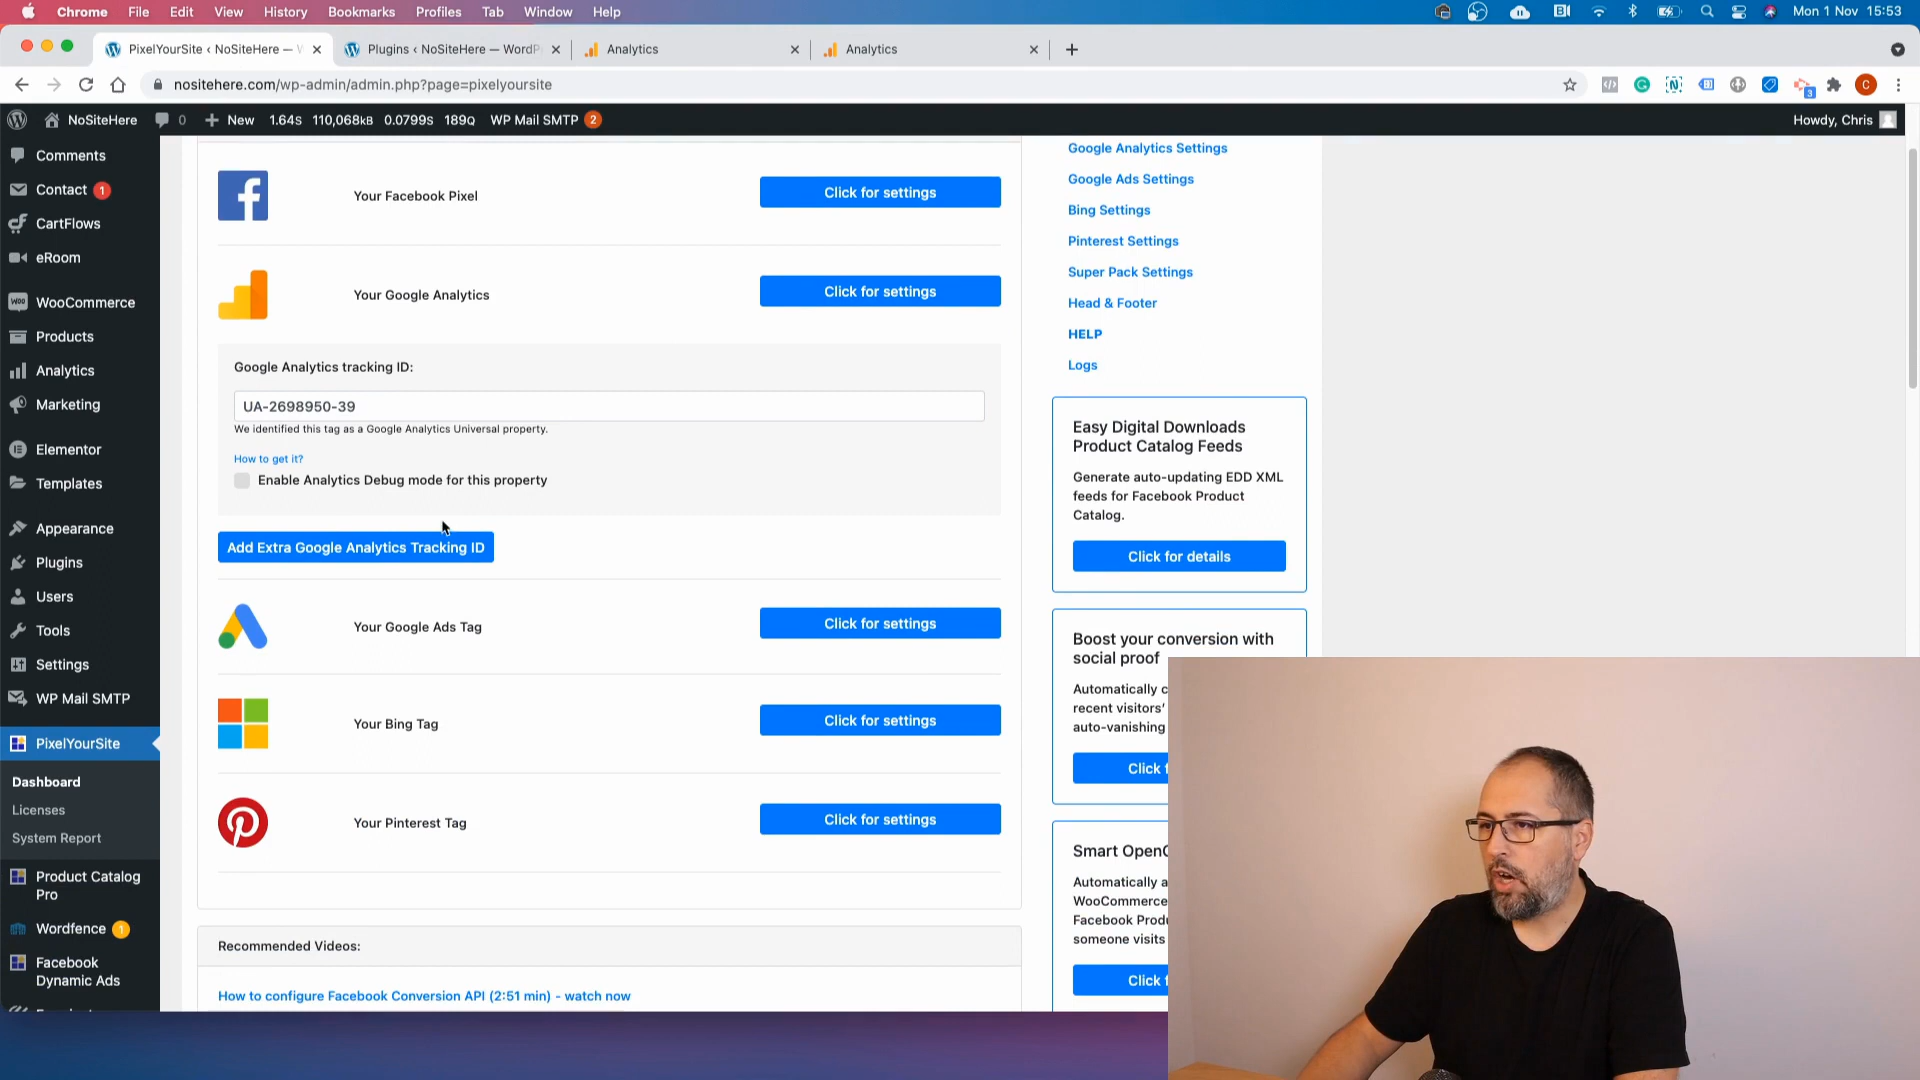 Chrome File Edit View History Bookmarks Profiles Tab Window Help
Mon 1 Nov 15:53
PixelYourSite ‹ NoSiteHere — W
Plugins ‹ NoSiteHere — WordP
Analytics
Analytics
nositehere.com/wp-admin/admin.php?page=pixelyoursite
C
3
NoSiteHere 0 New 1.64S 110,068KB 0.0799S 189Q WP Mail SMTP 2
Howdy, Chris
Comments
Contact 1
CartFlows
eRoom
WooCommerce
Products
Analytics
Marketing
Elementor
Templates
Appearance
Plugins
Users
Tools
Settings
WP Mail SMTP
PixelYourSite
Dashboard
Licenses
System Report
Product Catalog
Pro
Wordfence 1
Facebook
Dynamic Ads
Your Facebook Pixel
Click for settings
Your Google Analytics
Click for settings
Google Analytics tracking ID:
UA-2698950-39
We identified this tag as a Google Analytics Universal property.
How to get it?
Enable Analytics Debug mode for this property
Add Extra Google Analytics Tracking ID
Your Google Ads Tag
Click for settings
Your Bing Tag
Click for settings
Your Pinterest Tag
Click for settings
Recommended Videos:
How to configure Facebook Conversion API (2:51 min) - watch now
Google Analytics Settings
Google Ads Settings
Bing Settings
Pinterest Settings
Super Pack Settings
Head & Footer
HELP
Logs
Easy Digital Downloads
Product Catalog Feeds
Generate auto-updating EDD XML
feeds for Facebook Product
Catalog.
Click for details
Boost your conversion with
social proof
Automatically c
recent visitors'
auto-vanishing
Click f
Smart OpenG
Automatically a
WooCommerce
Facebook Produ
someone visits
Click f